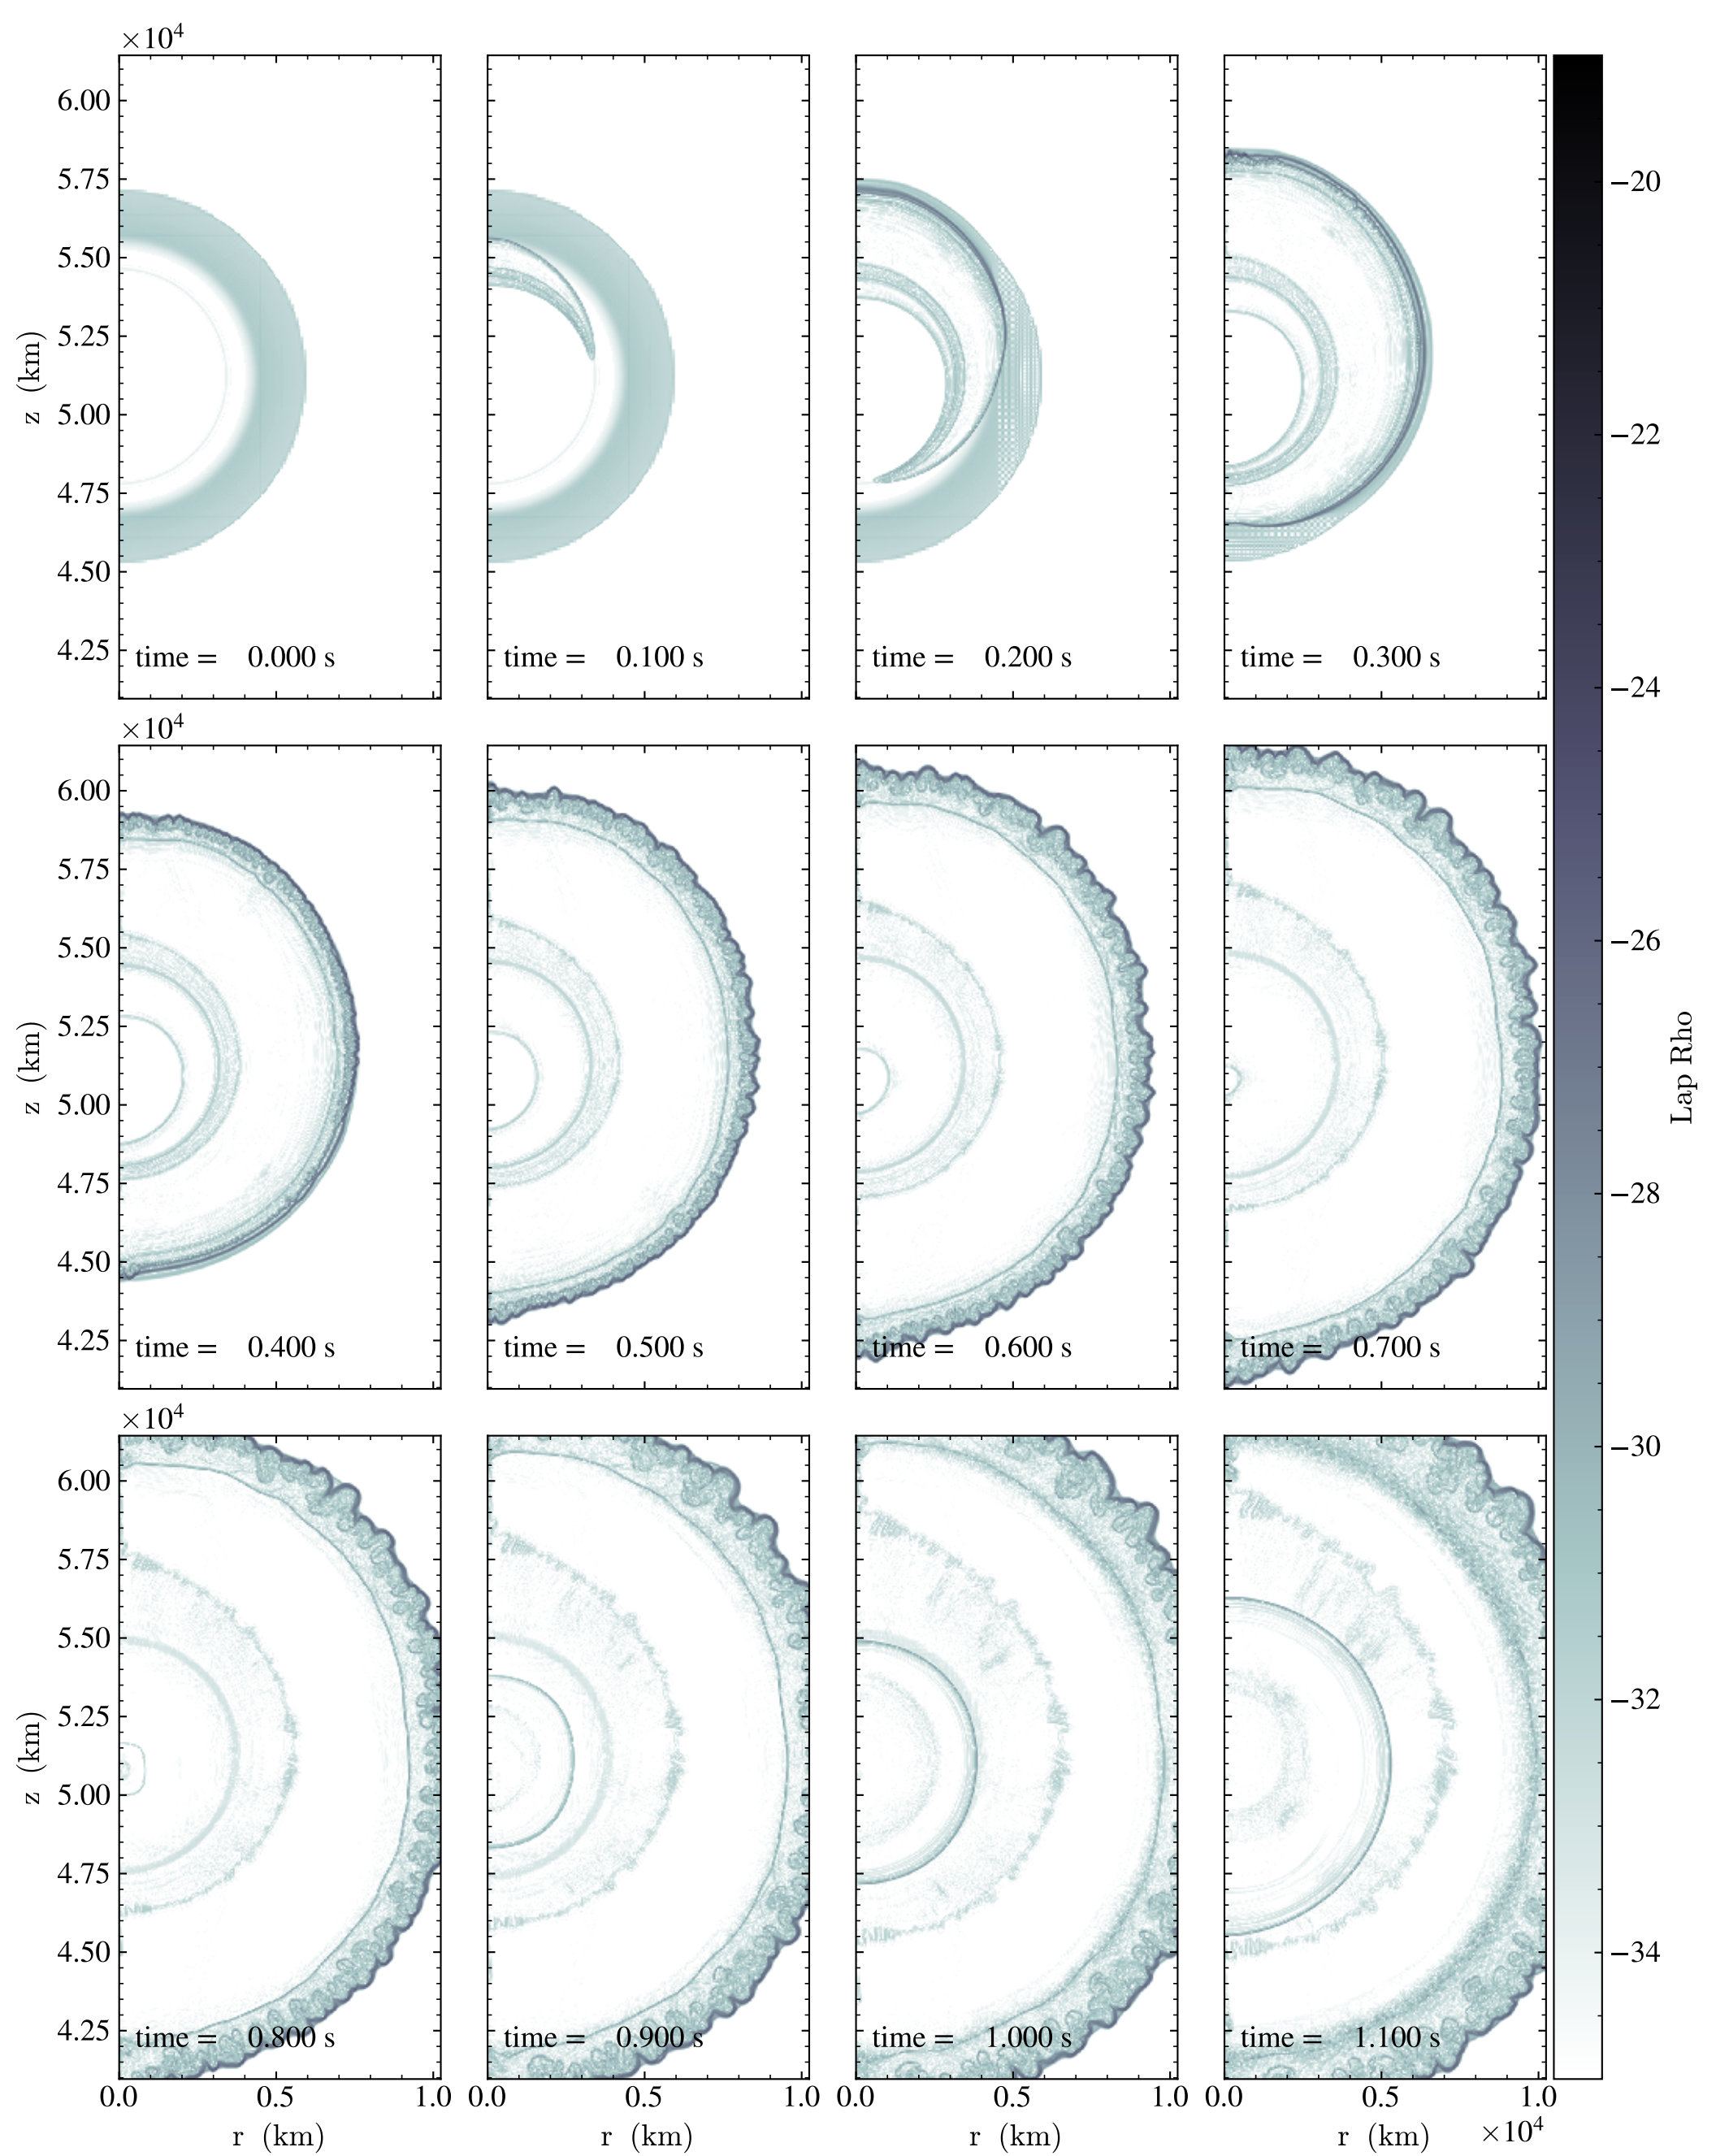 ×10⁴
6.00
5.75
5.50
5.25
5.00
4.75
4.50
4.25
z (km)
time = 0.000 s
time = 0.100 s
time = 0.200 s
time = 0.300 s
×10⁴
6.00
5.75
5.50
5.25
5.00
4.75
4.50
4.25
z (km)
time = 0.400 s
time = 0.500 s
time = 0.600 s
time = 0.700 s
×10⁴
6.00
5.75
5.50
5.25
5.00
4.75
4.50
4.25
z (km)
time = 0.800 s
time = 0.900 s
time = 1.000 s
time = 1.100 s
0.0 0.5 1.0
0.0 0.5 1.0
0.0 0.5 1.0
0.0 0.5 1.0
×10⁴
r (km)
r (km)
r (km)
r (km)
−20
−22
−24
−26
−28
−30
−32
−34
Lap Rho